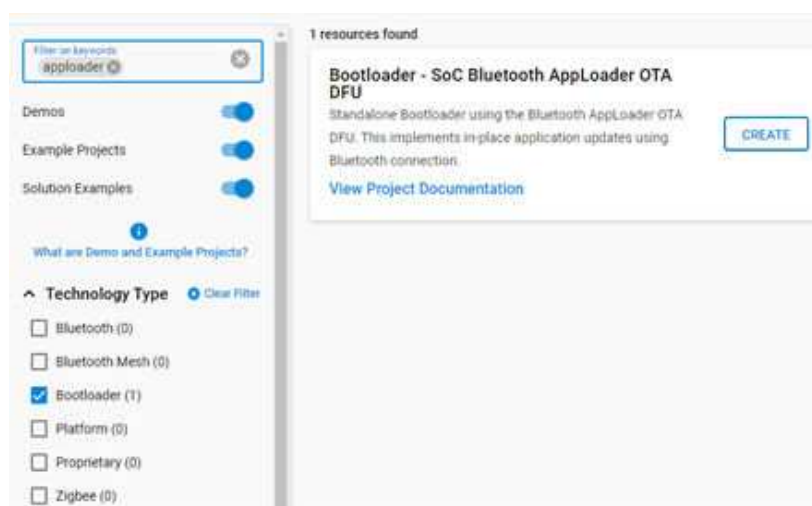 Filter on keywords
apploader
Demos
Example Projects
Solution Examples
What are Demo and Example Projects?
Technology Type
Clear Filter
Bluetooth (0)
Bluetooth Mesh (0)
Bootloader (1)
Platform (0)
Proprietary (0)
Zigbee (0)
1 resources found
Bootloader - SoC Bluetooth AppLoader OTA
DFU
Standalone Bootloader using the Bluetooth AppLoader OTA
DFU. This implements in-place application updates using
Bluetooth connection.
View Project Documentation
CREATE